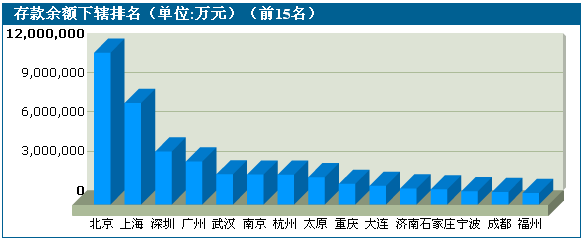 存款余额下辖排名（单位:万元）（前15名）
12,000,000
9,000,000
6,000,000
3,000,000
0
北京 上海 深圳 广州 武汉 南京 杭州 太原 重庆 大连 济南 石家庄 宁波 成都 福州